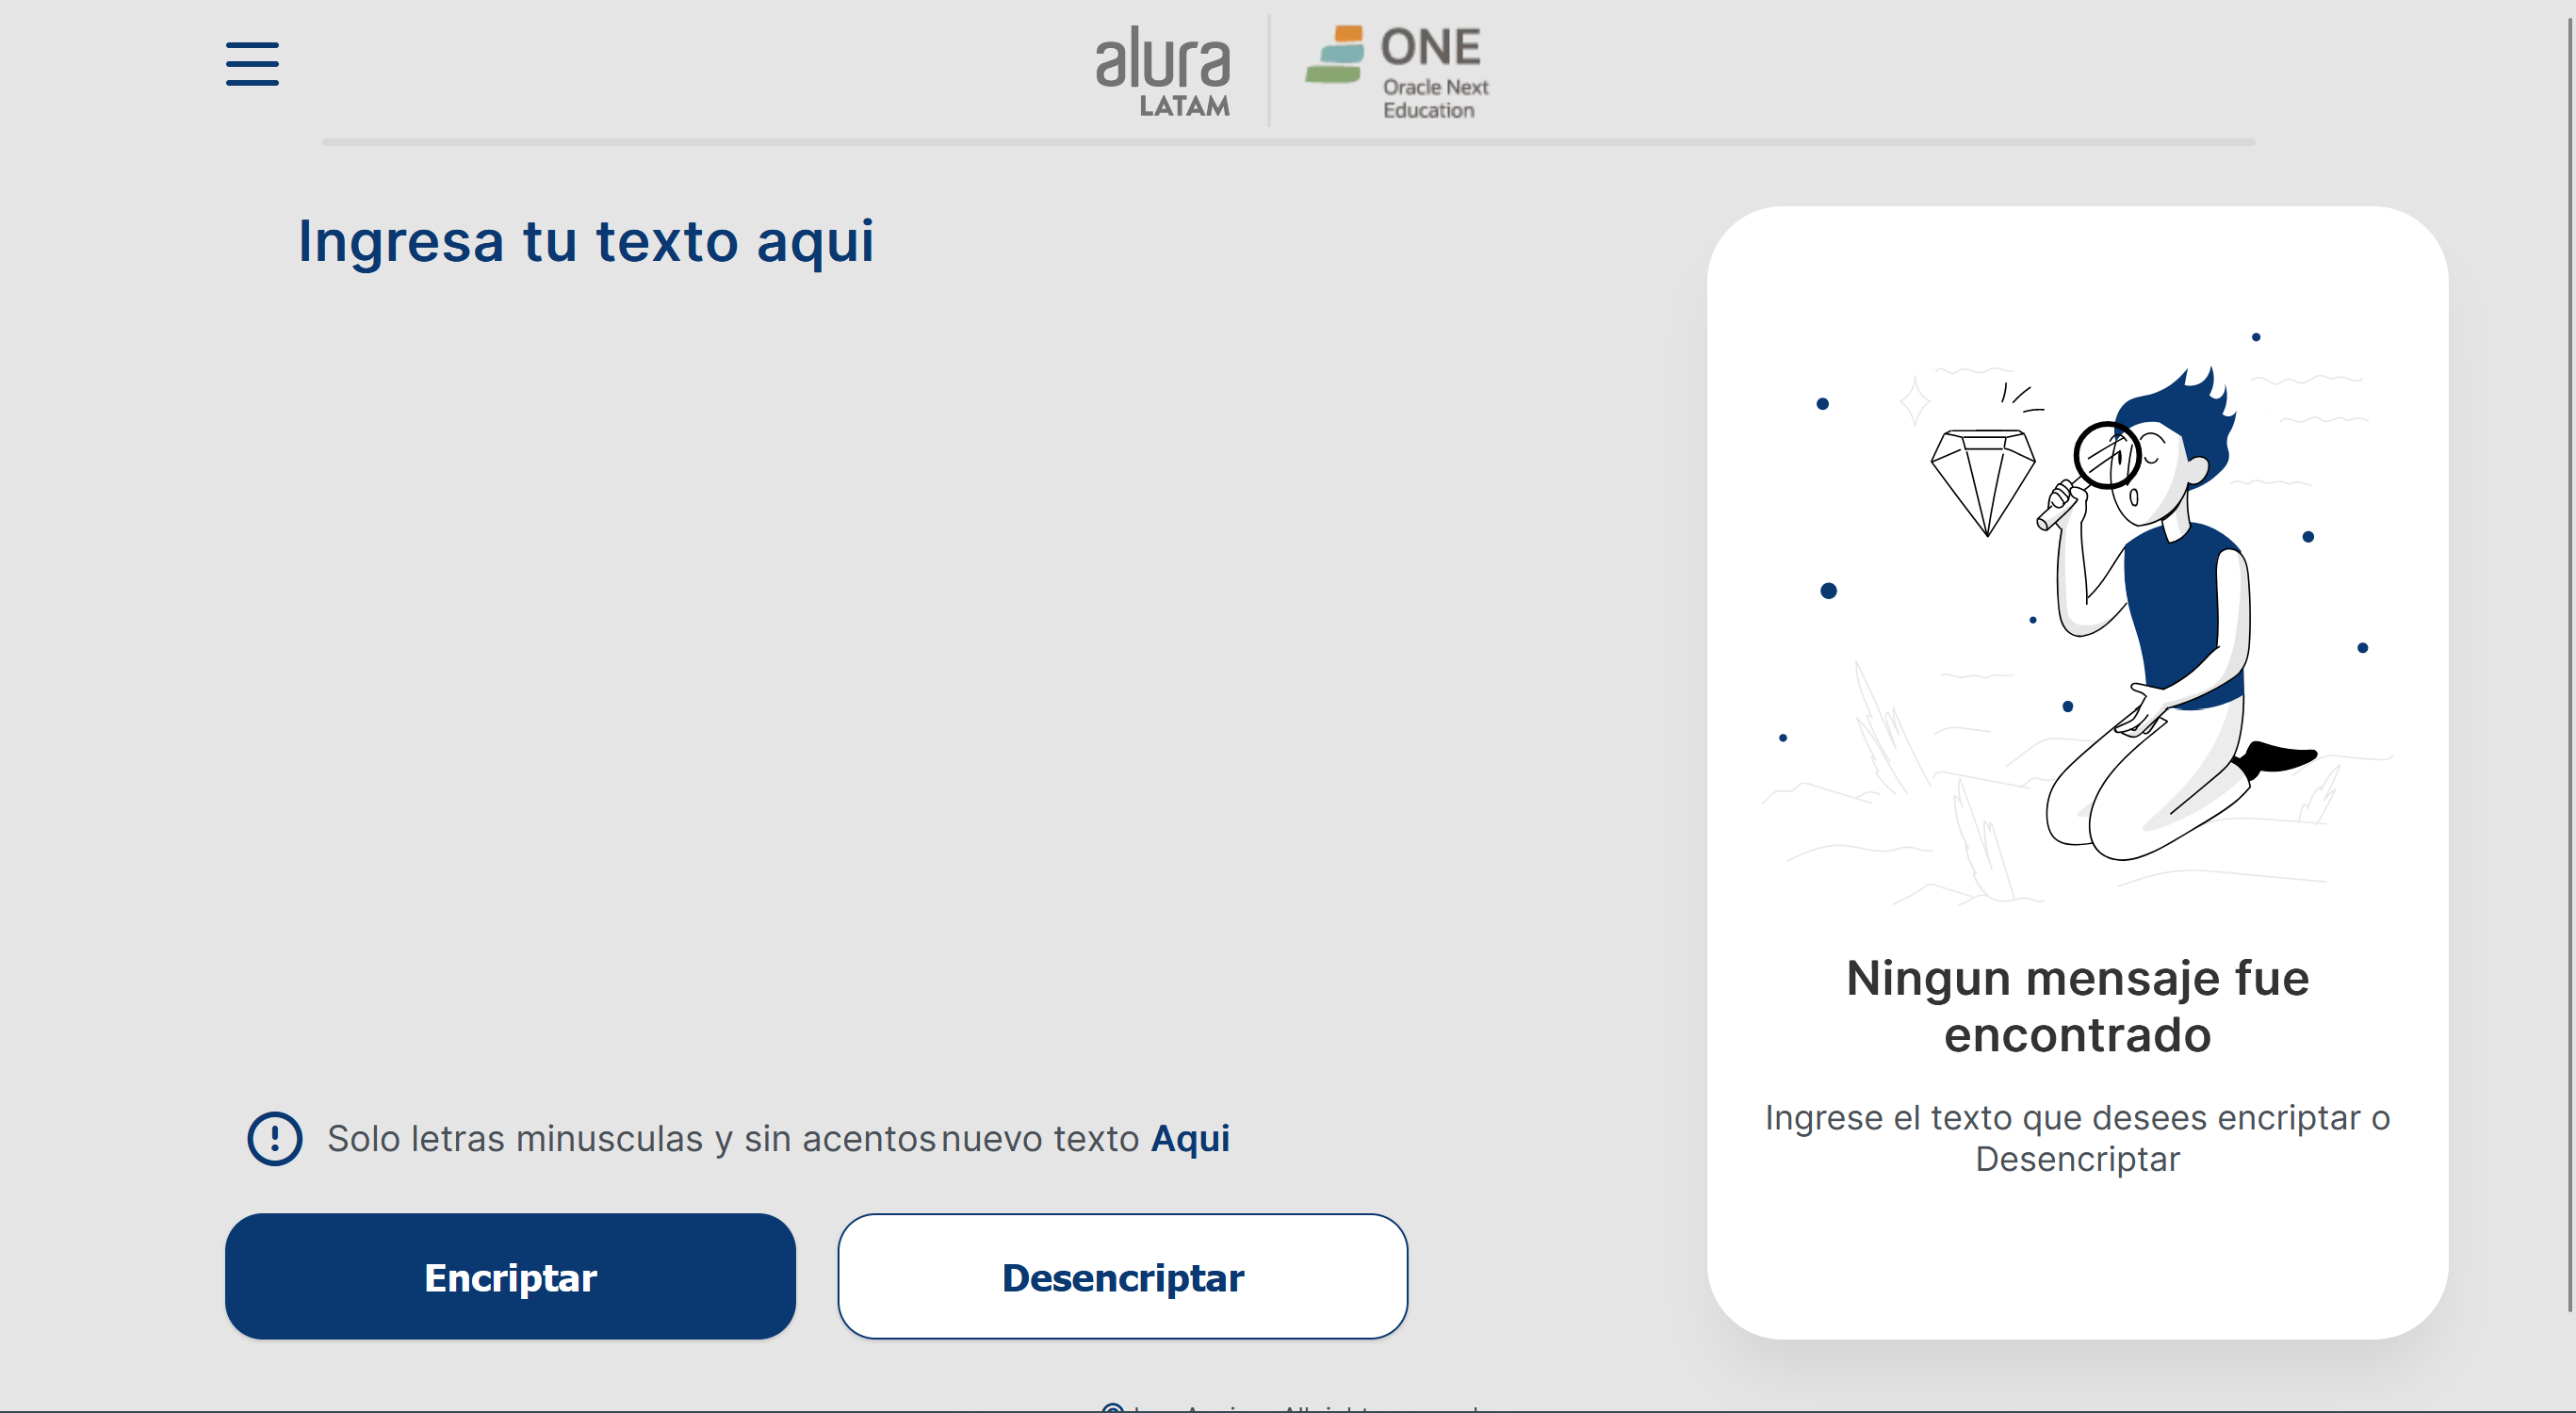 alura
LATAM
ONE
Oracle Next
Education
Ingresa tu texto aqui
Solo letras minusculas y sin acentos nuevo texto Aqui
Encriptar
Desencriptar
Ningun mensaje fue
encontrado
Ingrese el texto que desees encriptar o
Desencriptar